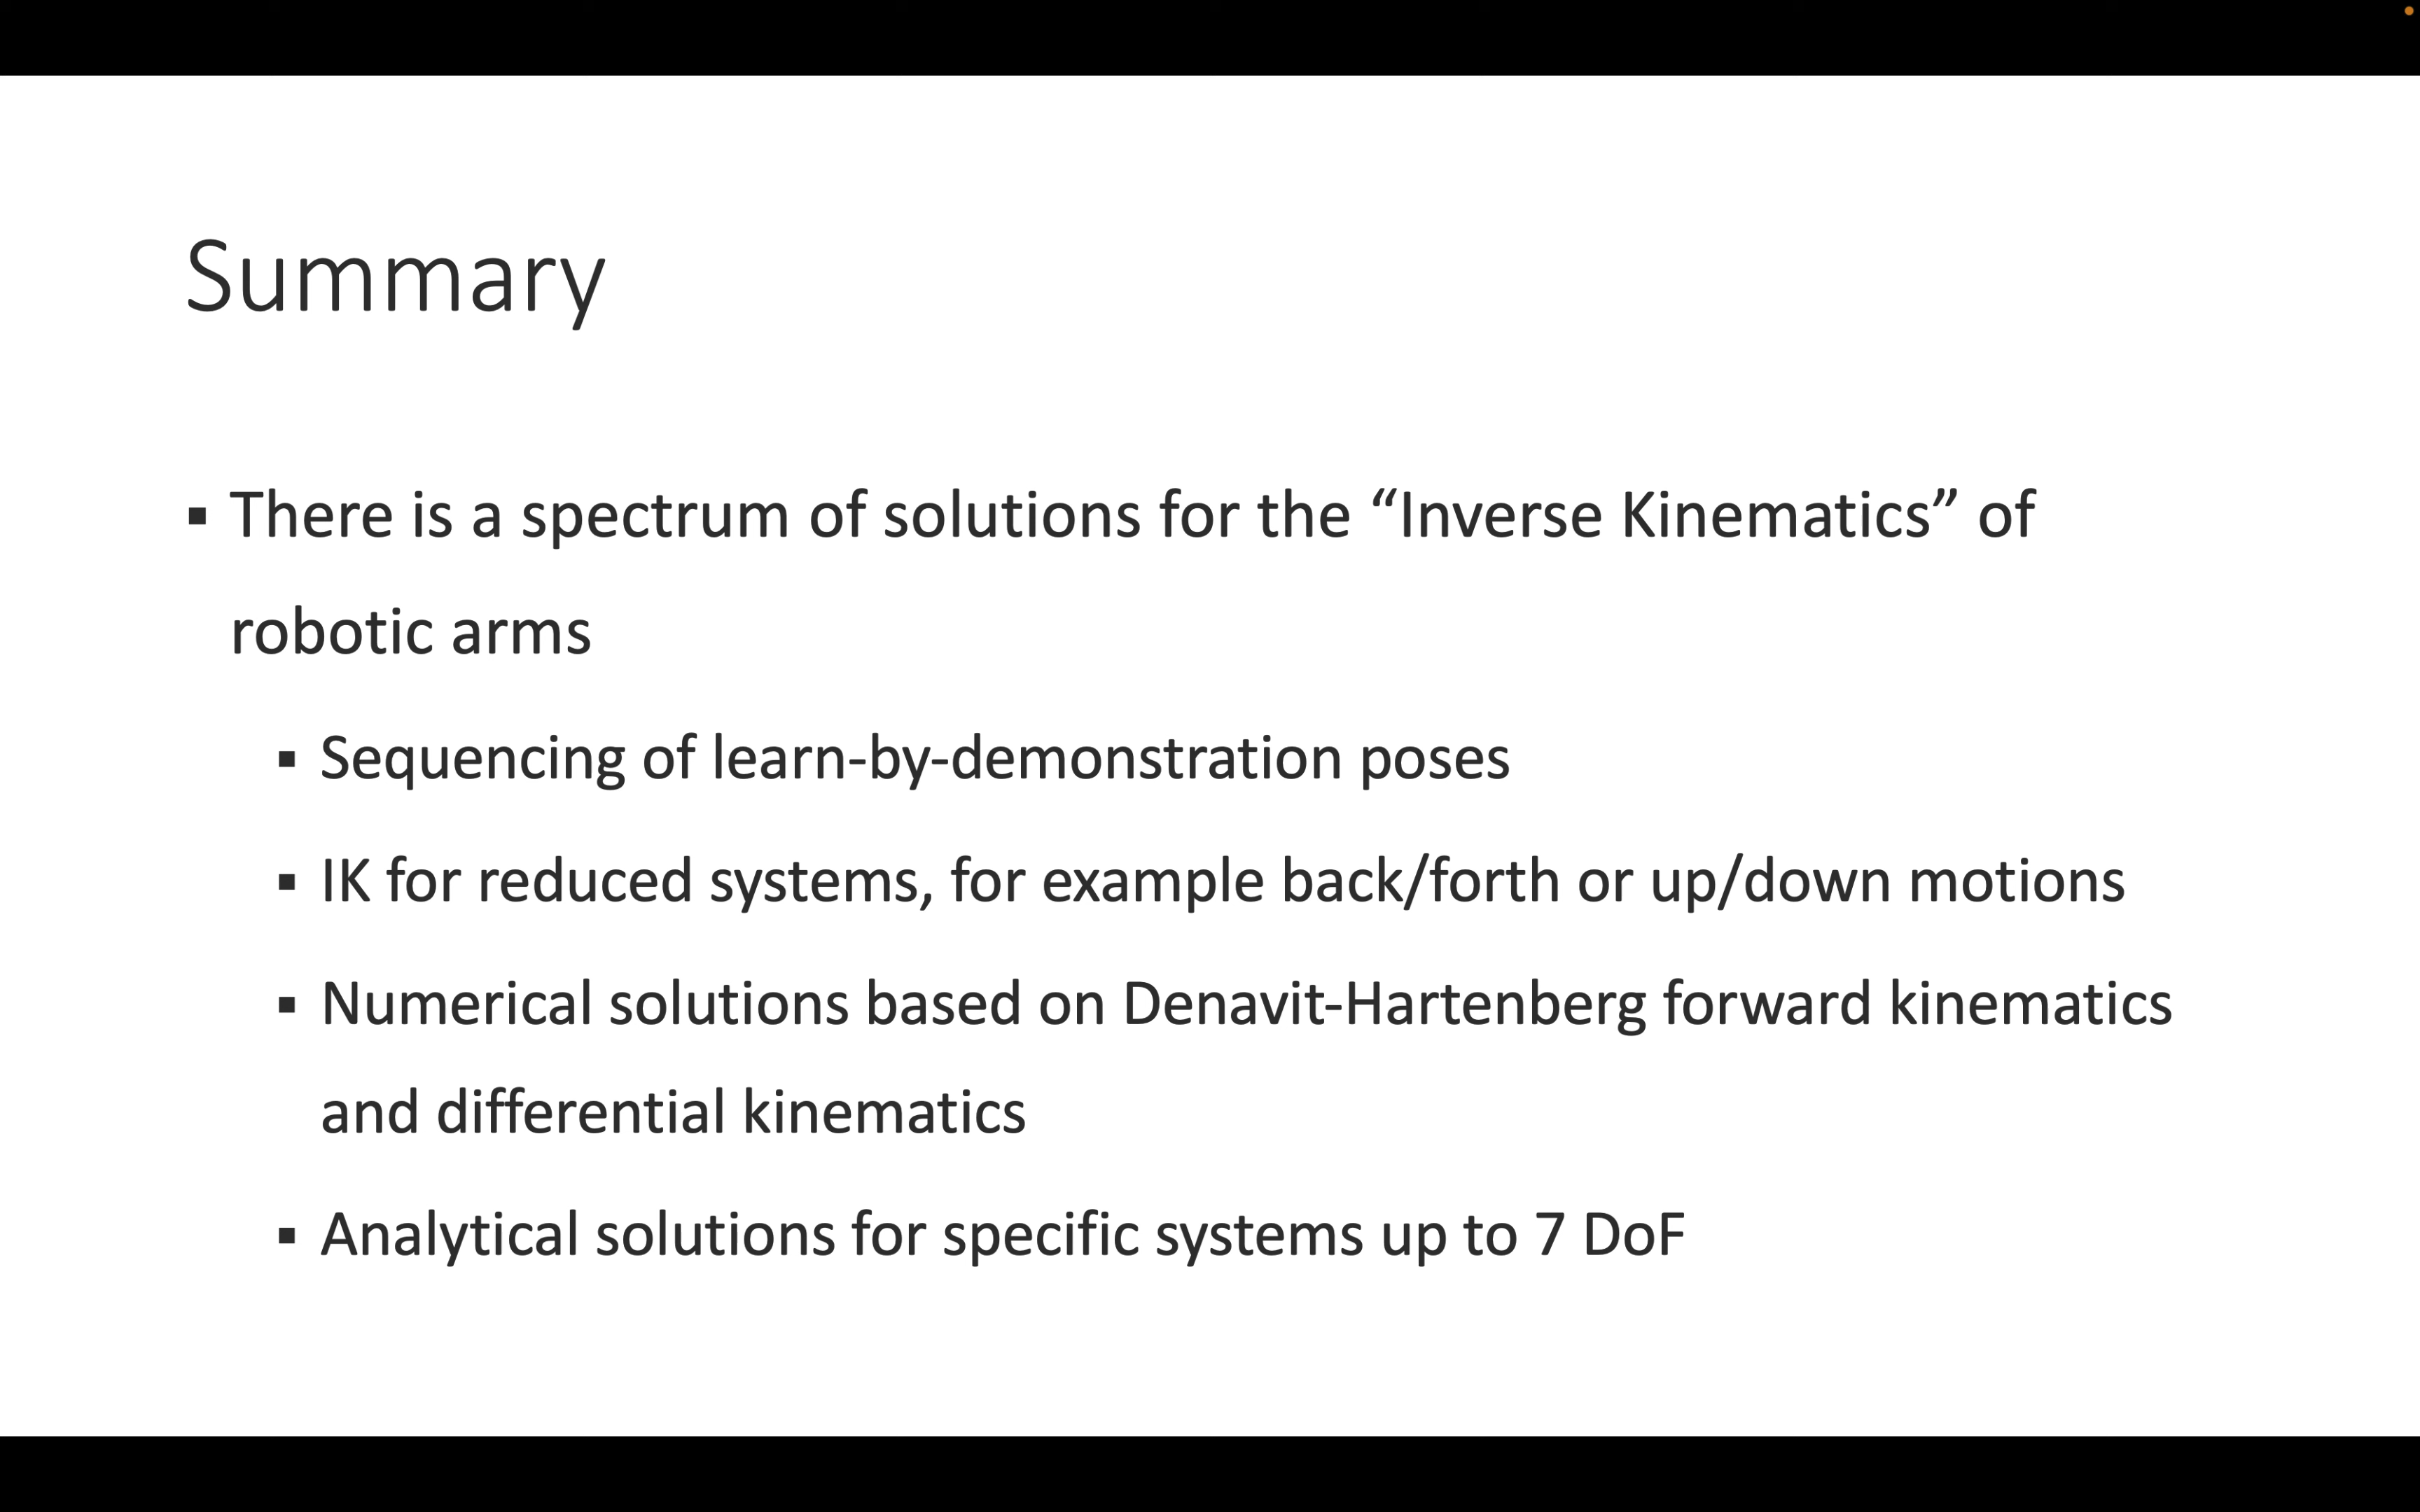 Summary
▪ There is a spectrum of solutions for the “Inverse Kinematics” of
robotic arms
▪ Sequencing of learn-by-demonstration poses
▪ IK for reduced systems, for example back/forth or up/down motions
▪ Numerical solutions based on Denavit-Hartenberg forward kinematics
and differential kinematics
▪ Analytical solutions for specific systems up to 7 DoF